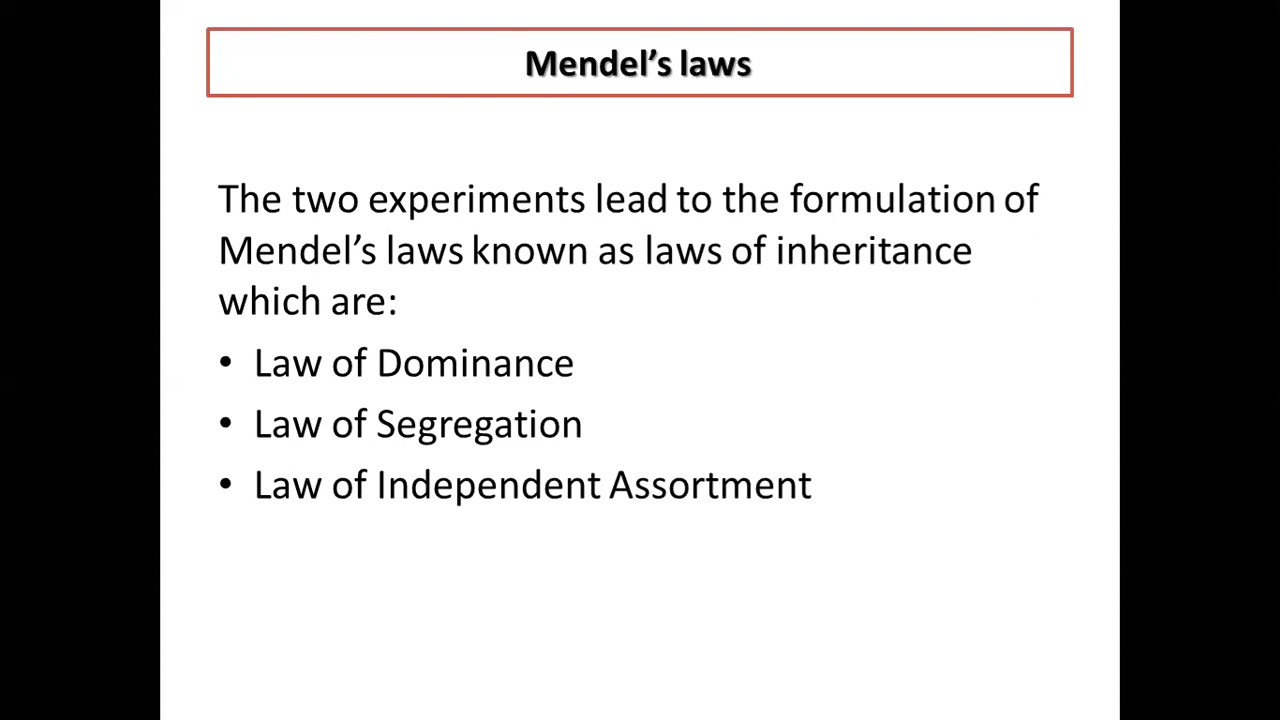 Mendel’s laws
The two experiments lead to the formulation of
Mendel’s laws known as laws of inheritance
which are:
• Law of Dominance
• Law of Segregation
• Law of Independent Assortment